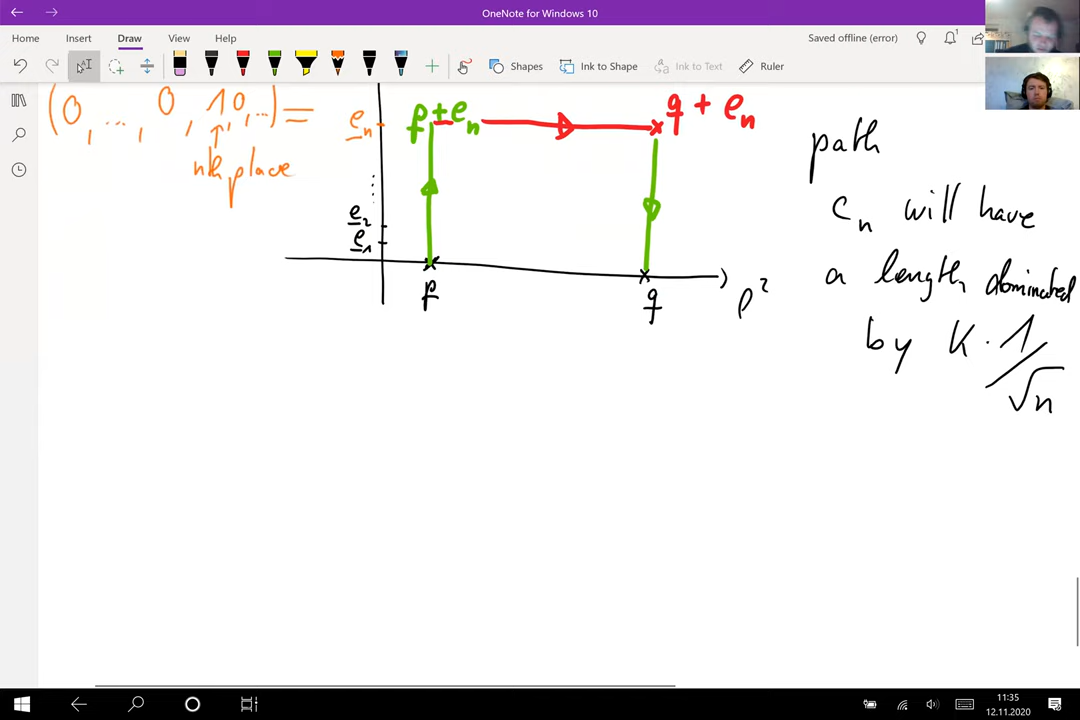 OneNote for Windows 10
Home Insert Draw View Help
Saved offline (error)
Shapes Ink to Shape Ink to Text Ruler
(0, ..., 0, 1 0, ...) = e_n
nth place
p + e_n
q + e_n
e_2
e_1
p
q
ℓ²
path
c_n will have
a length dominated
by K · 1/√n
11:35
12.11.2020